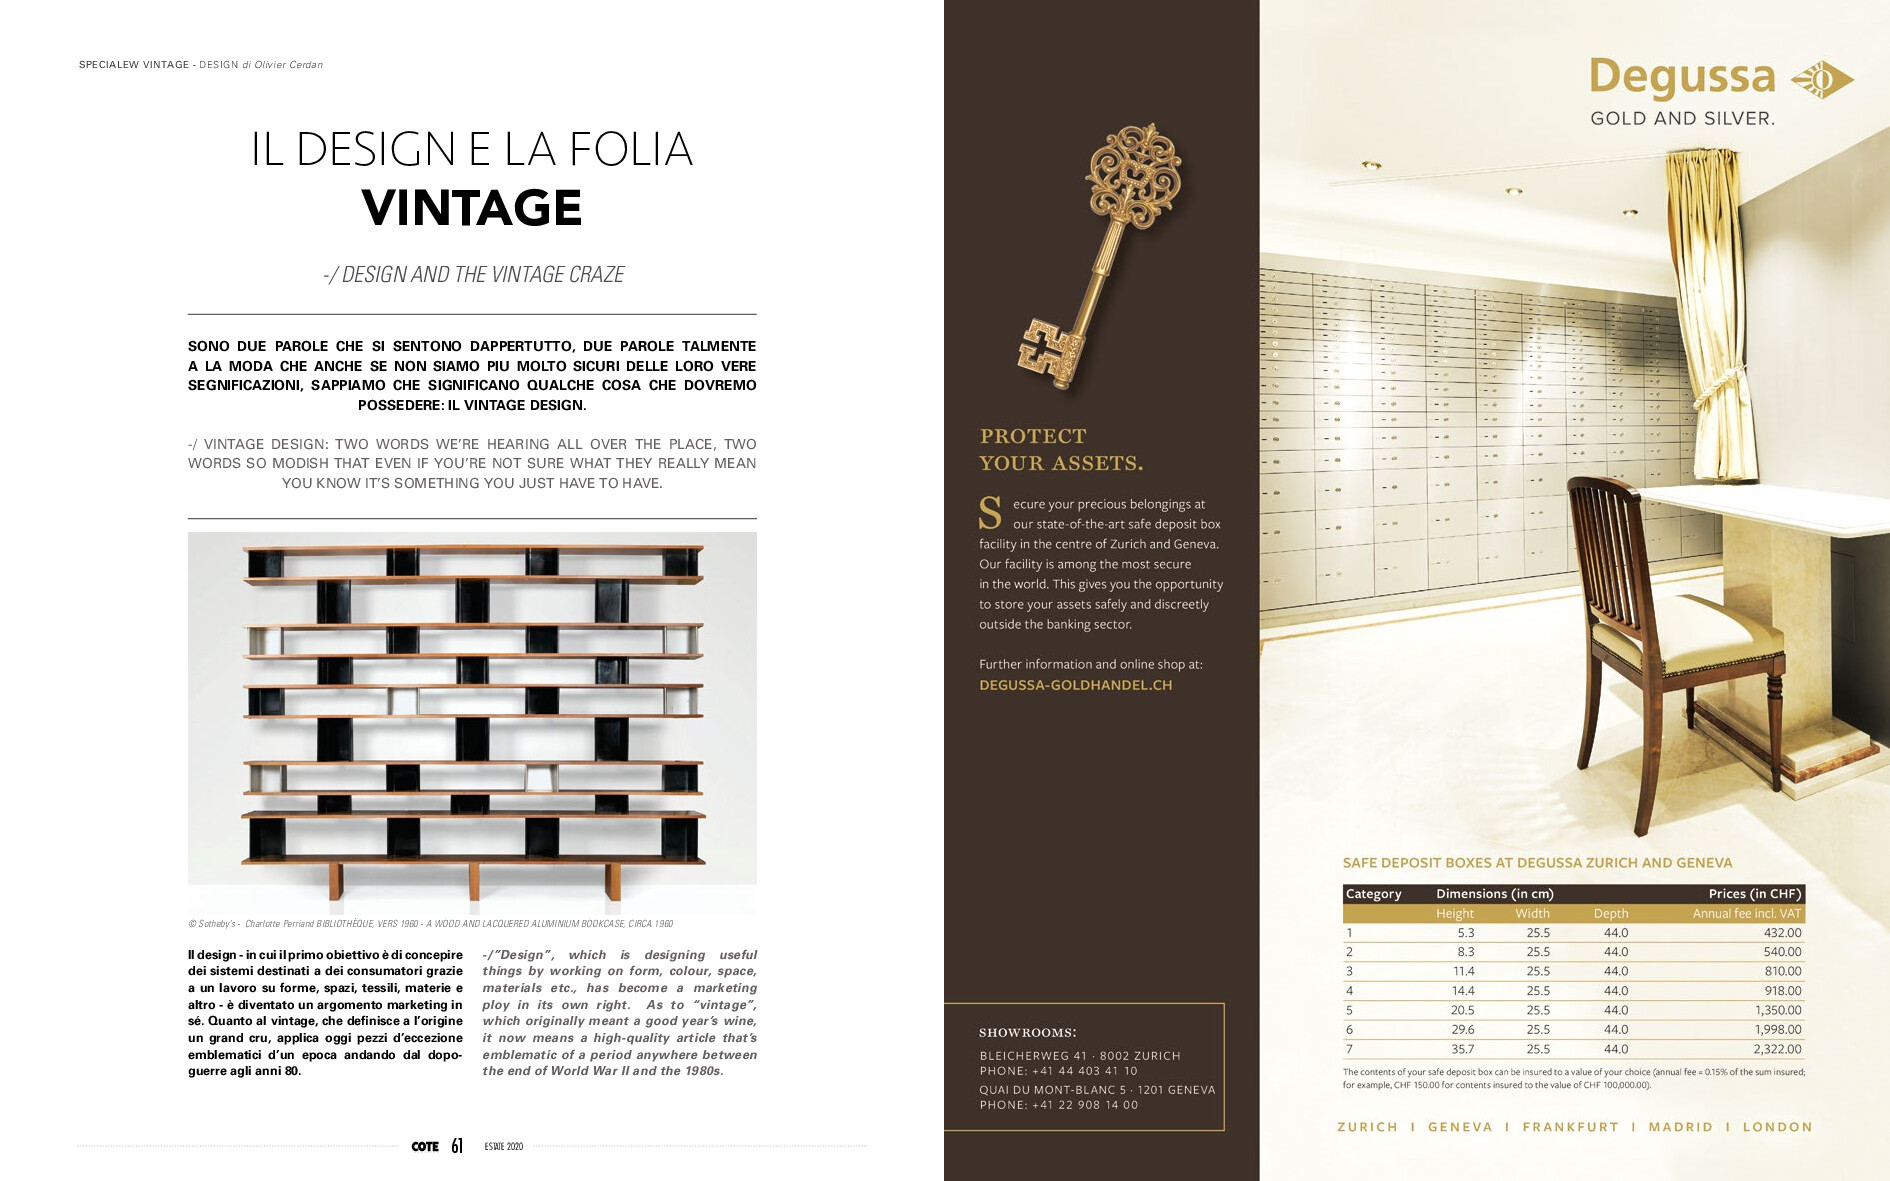 SPECIALEW VINTAGE - DESIGN di Olivier Cerdan
IL DESIGN E LA FOLIA
VINTAGE
-/ DESIGN AND THE VINTAGE CRAZE
SONO DUE PAROLE CHE SI SENTONO DAPPERTUTTO, DUE PAROLE TALMENTE
A LA MODA CHE ANCHE SE NON SIAMO PIU MOLTO SICURI DELLE LORO VERE
SEGNIFICAZIONI, SAPPIAMO CHE SIGNIFICANO QUALCHE COSA CHE DOVREMO
POSSEDERE: IL VINTAGE DESIGN.
-/ VINTAGE DESIGN: TWO WORDS WE’RE HEARING ALL OVER THE PLACE, TWO
WORDS SO MODISH THAT EVEN IF YOU’RE NOT SURE WHAT THEY REALLY MEAN
YOU KNOW IT’S SOMETHING YOU JUST HAVE TO HAVE.
© Sotheby's - Charlotte Perriand BIBLIOTHÈQUE, VERS 1960 - A WOOD AND LACQUERED ALUMINIUM BOOKCASE, CIRCA 1960
Il design - in cui il primo obiettivo è di concepire
dei sistemi destinati a dei consumatori grazie
a un lavoro su forme, spazi, tessili, materie e
altro - è diventato un argomento marketing in
sé. Quanto al vintage, che definisce a l’origine
un grand cru, applica oggi pezzi d’eccezione
emblematici d’un epoca andando dal dopo-
guerre agli anni 80.
-/“Design”, which is designing useful
things by working on form, colour, space,
materials etc., has become a marketing
ploy in its own right. As to “vintage”,
which originally meant a good year’s wine,
it now means a high-quality article that’s
emblematic of a period anywhere between
the end of World War II and the 1980s.
COTE 61 ESTATE 2020
PROTECT
YOUR ASSETS.
Secure your precious belongings at
our state-of-the-art safe deposit box
facility in the centre of Zurich and Geneva.
Our facility is among the most secure
in the world. This gives you the opportunity
to store your assets safely and discreetly
outside the banking sector.
Further information and online shop at:
DEGUSSA-GOLDHANDEL.CH
SHOWROOMS:
BLEICHERWEG 41 · 8002 ZURICH
PHONE: +41 44 403 41 10
QUAI DU MONT-BLANC 5 · 1201 GENEVA
PHONE: +41 22 908 14 00
Degussa
GOLD AND SILVER.
SAFE DEPOSIT BOXES AT DEGUSSA ZURICH AND GENEVA
Category Dimensions (in cm) Prices (in CHF)
Height Width Depth Annual fee incl. VAT
1 5.3 25.5 44.0 432.00
2 8.3 25.5 44.0 540.00
3 11.4 25.5 44.0 810.00
4 14.4 25.5 44.0 918.00
5 20.5 25.5 44.0 1,350.00
6 29.6 25.5 44.0 1,998.00
7 35.7 25.5 44.0 2,322.00
The contents of your safe deposit box can be insured to a value of your choice (annual fee = 0.15% of the sum insured;
for example, CHF 150.00 for contents insured to the value of CHF 100,000.00).
ZURICH I GENEVA I FRANKFURT I MADRID I LONDON